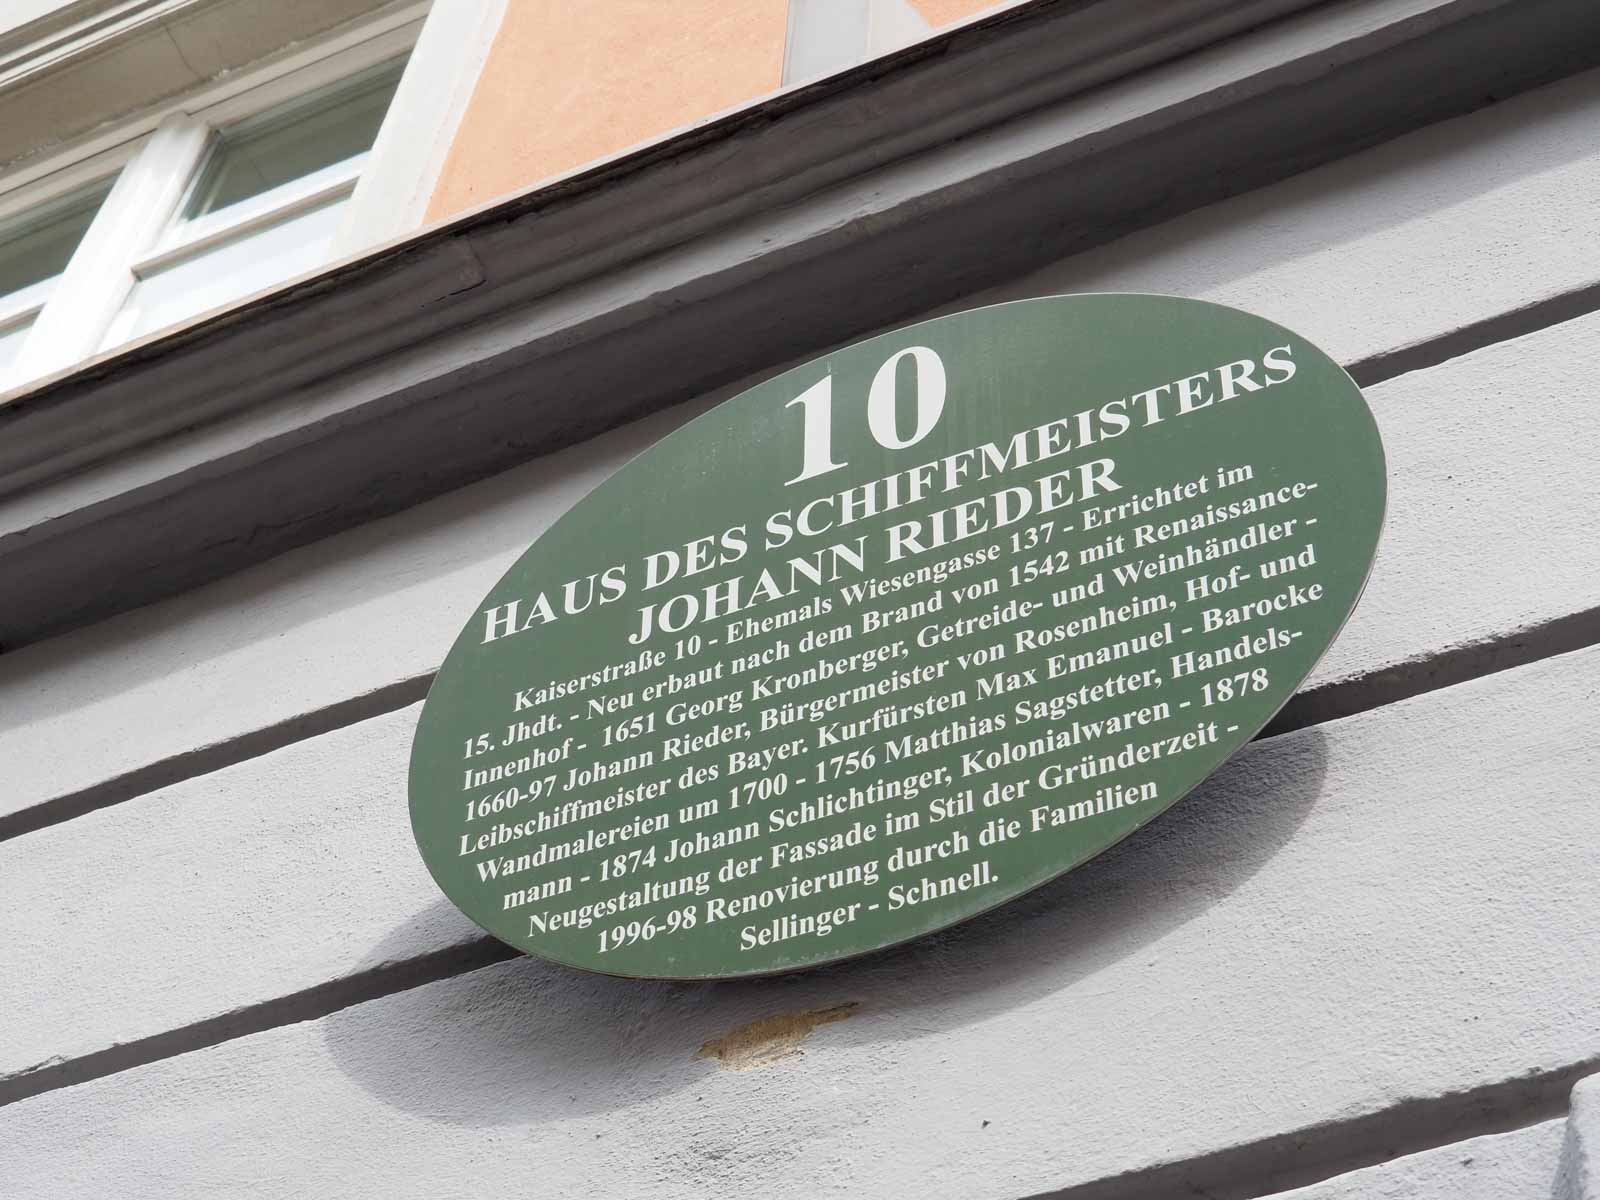 10
HAUS DES SCHIFFMEISTERS
JOHANN RIEDER
Kaiserstraße 10 - Ehemals Wiesengasse 137 - Errichtet im
15. Jhdt. - Neu erbaut nach dem Brand von 1542 mit Renaissance-
Innenhof - 1651 Georg Kronberger, Getreide- und Weinhändler -
1660-97 Johann Rieder, Bürgermeister von Rosenheim, Hof- und
Leibschiffmeister des Bayer. Kurfürsten Max Emanuel - Barocke
Wandmalereien um 1700 - 1756 Matthias Sagstetter, Handels-
mann - 1874 Johann Schlichtinger, Kolonialwaren - 1878
Neugestaltung der Fassade im Stil der Gründerzeit -
1996-98 Renovierung durch die Familien
Sellinger - Schnell.